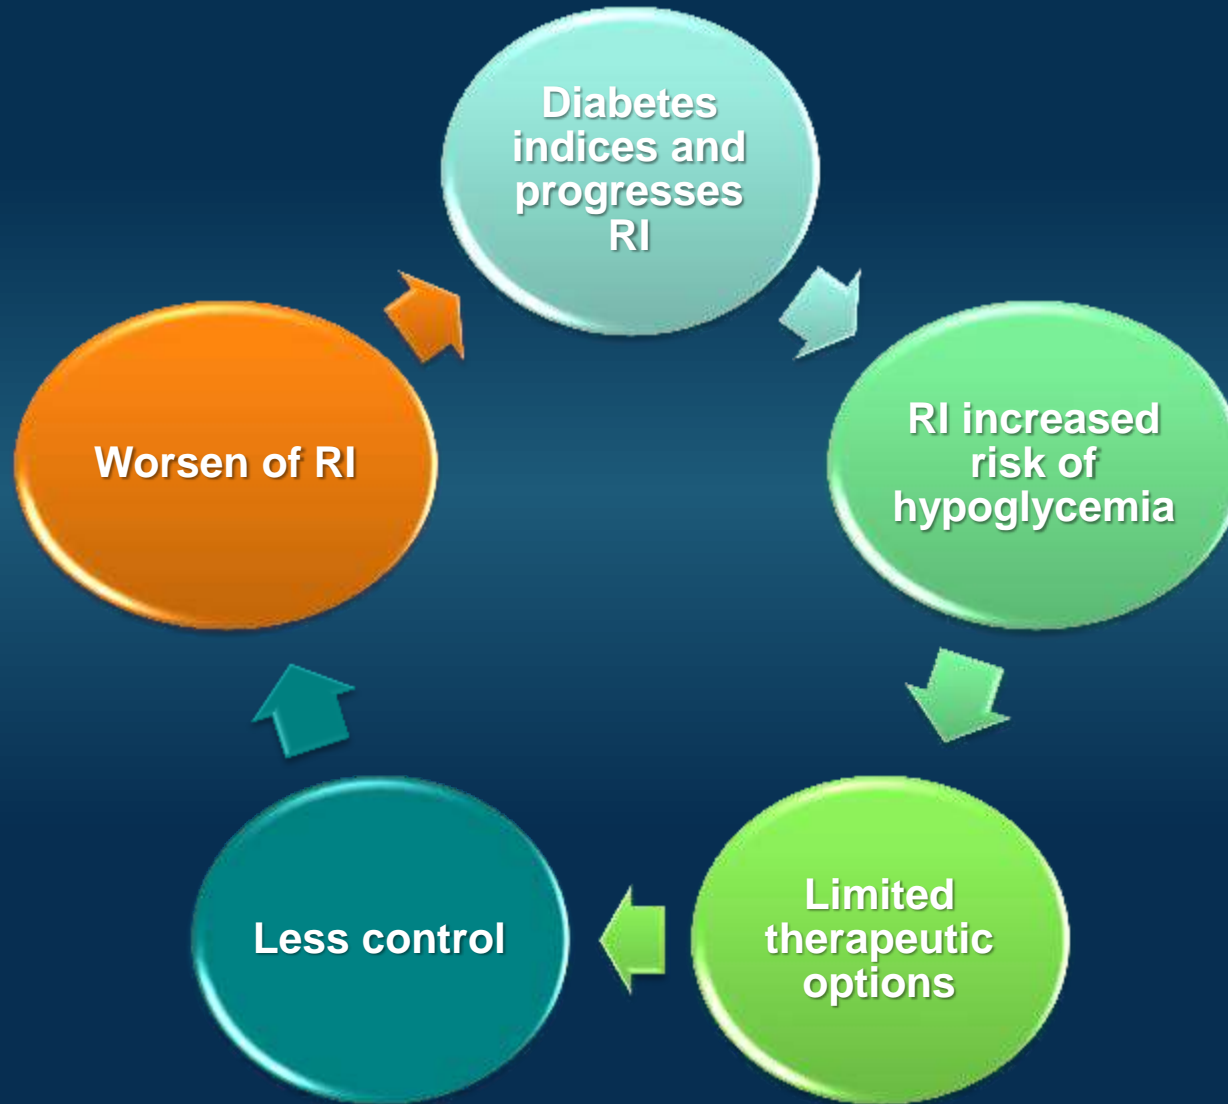 Diabetes
indices and
progresses
RI
RI increased
risk of
hypoglycemia
Limited
therapeutic
options
Less control
Worsen of RI